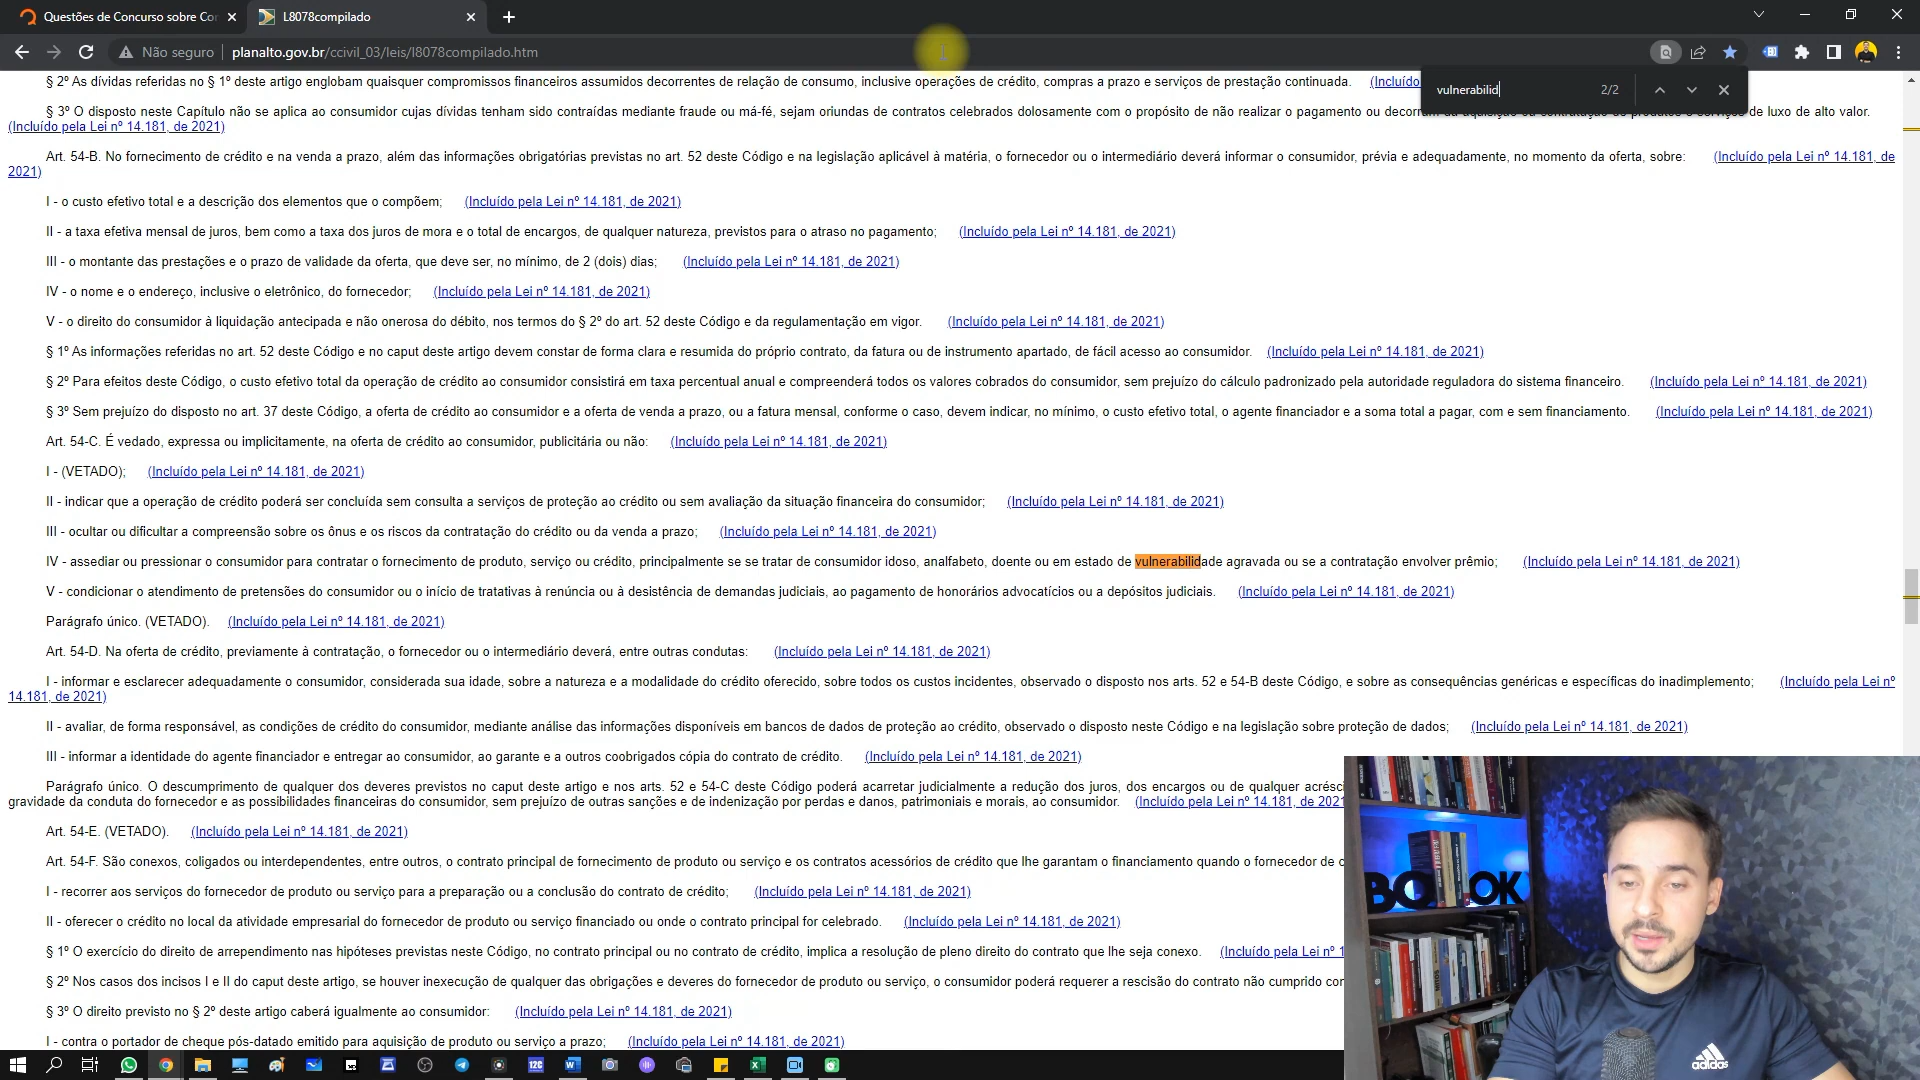 Questões de Concurso sobre Co
L8078compilado
Não seguro
planalto.gov.br/ccivil_03/leis/l8078compilado.htm
vulnerabilid
2/2
§ 2º As dívidas referidas no § 1º deste artigo englobam quaisquer compromissos financeiros assumidos decorrentes de relação de consumo, inclusive operações de crédito, compras a prazo e serviços de prestação continuada. (Incluído
§ 3º O disposto neste Capítulo não se aplica ao consumidor cujas dívidas tenham sido contraídas mediante fraude ou má-fé, sejam oriundas de contratos celebrados dolosamente com o propósito de não realizar o pagamento ou decorram da aquisição ou contratação de produtos e serviços de luxo de alto valor.
(Incluído pela Lei nº 14.181, de 2021)
Art. 54-B. No fornecimento de crédito e na venda a prazo, além das informações obrigatórias previstas no art. 52 deste Código e na legislação aplicável à matéria, o fornecedor ou o intermediário deverá informar o consumidor, prévia e adequadamente, no momento da oferta, sobre: (Incluído pela Lei nº 14.181, de
2021)
I - o custo efetivo total e a descrição dos elementos que o compõem; (Incluído pela Lei nº 14.181, de 2021)
II - a taxa efetiva mensal de juros, bem como a taxa dos juros de mora e o total de encargos, de qualquer natureza, previstos para o atraso no pagamento; (Incluído pela Lei nº 14.181, de 2021)
III - o montante das prestações e o prazo de validade da oferta, que deve ser, no mínimo, de 2 (dois) dias; (Incluído pela Lei nº 14.181, de 2021)
IV - o nome e o endereço, inclusive o eletrônico, do fornecedor; (Incluído pela Lei nº 14.181, de 2021)
V - o direito do consumidor à liquidação antecipada e não onerosa do débito, nos termos do § 2º do art. 52 deste Código e da regulamentação em vigor. (Incluído pela Lei nº 14.181, de 2021)
§ 1º As informações referidas no art. 52 deste Código e no caput deste artigo devem constar de forma clara e resumida do próprio contrato, da fatura ou de instrumento apartado, de fácil acesso ao consumidor. (Incluído pela Lei nº 14.181, de 2021)
§ 2º Para efeitos deste Código, o custo efetivo total da operação de crédito ao consumidor consistirá em taxa percentual anual e compreenderá todos os valores cobrados do consumidor, sem prejuízo do cálculo padronizado pela autoridade reguladora do sistema financeiro. (Incluído pela Lei nº 14.181, de 2021)
§ 3º Sem prejuízo do disposto no art. 37 deste Código, a oferta de crédito ao consumidor e a oferta de venda a prazo, ou a fatura mensal, conforme o caso, devem indicar, no mínimo, o custo efetivo total, o agente financiador e a soma total a pagar, com e sem financiamento. (Incluído pela Lei nº 14.181, de 2021)
Art. 54-C. É vedado, expressa ou implicitamente, na oferta de crédito ao consumidor, publicitária ou não: (Incluído pela Lei nº 14.181, de 2021)
I - (VETADO); (Incluído pela Lei nº 14.181, de 2021)
II - indicar que a operação de crédito poderá ser concluída sem consulta a serviços de proteção ao crédito ou sem avaliação da situação financeira do consumidor; (Incluído pela Lei nº 14.181, de 2021)
III - ocultar ou dificultar a compreensão sobre os ônus e os riscos da contratação do crédito ou da venda a prazo; (Incluído pela Lei nº 14.181, de 2021)
IV - assediar ou pressionar o consumidor para contratar o fornecimento de produto, serviço ou crédito, principalmente se se tratar de consumidor idoso, analfabeto, doente ou em estado de vulnerabilidade agravada ou se a contratação envolver prêmio; (Incluído pela Lei nº 14.181, de 2021)
V - condicionar o atendimento de pretensões do consumidor ou o início de tratativas à renúncia ou à desistência de demandas judiciais, ao pagamento de honorários advocatícios ou a depósitos judiciais. (Incluído pela Lei nº 14.181, de 2021)
Parágrafo único. (VETADO). (Incluído pela Lei nº 14.181, de 2021)
Art. 54-D. Na oferta de crédito, previamente à contratação, o fornecedor ou o intermediário deverá, entre outras condutas: (Incluído pela Lei nº 14.181, de 2021)
I - informar e esclarecer adequadamente o consumidor, considerada sua idade, sobre a natureza e a modalidade do crédito oferecido, sobre todos os custos incidentes, observado o disposto nos arts. 52 e 54-B deste Código, e sobre as consequências genéricas e específicas do inadimplemento; (Incluído pela Lei nº
14.181, de 2021)
II - avaliar, de forma responsável, as condições de crédito do consumidor, mediante análise das informações disponíveis em bancos de dados de proteção ao crédito, observado o disposto neste Código e na legislação sobre proteção de dados; (Incluído pela Lei nº 14.181, de 2021)
III - informar a identidade do agente financiador e entregar ao consumidor, ao garante e a outros coobrigados cópia do contrato de crédito. (Incluído pela Lei nº 14.181, de 2021)
Parágrafo único. O descumprimento de qualquer dos deveres previstos no caput deste artigo e nos arts. 52 e 54-C deste Código poderá acarretar judicialmente a redução dos juros, dos encargos ou de qualquer acrésci
gravidade da conduta do fornecedor e as possibilidades financeiras do consumidor, sem prejuízo de outras sanções e de indenização por perdas e danos, patrimoniais e morais, ao consumidor. (Incluído pela Lei nº 14.181, de 2021
Art. 54-E. (VETADO). (Incluído pela Lei nº 14.181, de 2021)
Art. 54-F. São conexos, coligados ou interdependentes, entre outros, o contrato principal de fornecimento de produto ou serviço e os contratos acessórios de crédito que lhe garantam o financiamento quando o fornecedor de c
I - recorrer aos serviços do fornecedor de produto ou serviço para a preparação ou a conclusão do contrato de crédito; (Incluído pela Lei nº 14.181, de 2021)
II - oferecer o crédito no local da atividade empresarial do fornecedor de produto ou serviço financiado ou onde o contrato principal for celebrado. (Incluído pela Lei nº 14.181, de 2021)
§ 1º O exercício do direito de arrependimento nas hipóteses previstas neste Código, no contrato principal ou no contrato de crédito, implica a resolução de pleno direito do contrato que lhe seja conexo. (Incluído pela Lei nº 1
§ 2º Nos casos dos incisos I e II do caput deste artigo, se houver inexecução de qualquer das obrigações e deveres do fornecedor de produto ou serviço, o consumidor poderá requerer a rescisão do contrato não cumprido con
§ 3º O direito previsto no § 2º deste artigo caberá igualmente ao consumidor: (Incluído pela Lei nº 14.181, de 2021)
I - contra o portador de cheque pós-datado emitido para aquisição de produto ou serviço a prazo; (Incluído pela Lei nº 14.181, de 2021)
BOOK
adidas
12C